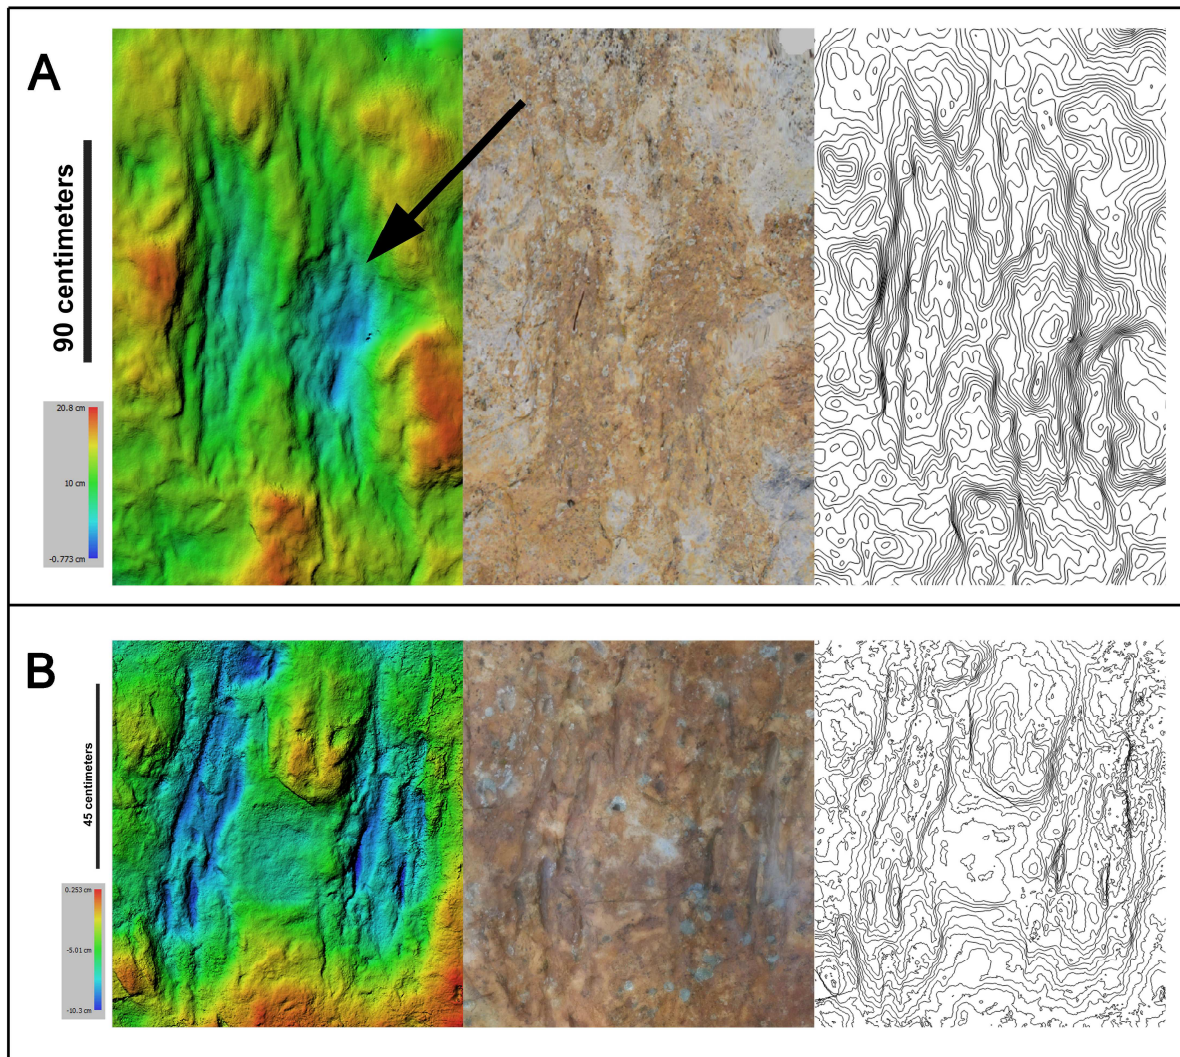 A
90 centimeters
20.8 cm
10 cm
-0.773 cm
B
45 centimeters
0.253 cm
-5.01 cm
-10.3 cm